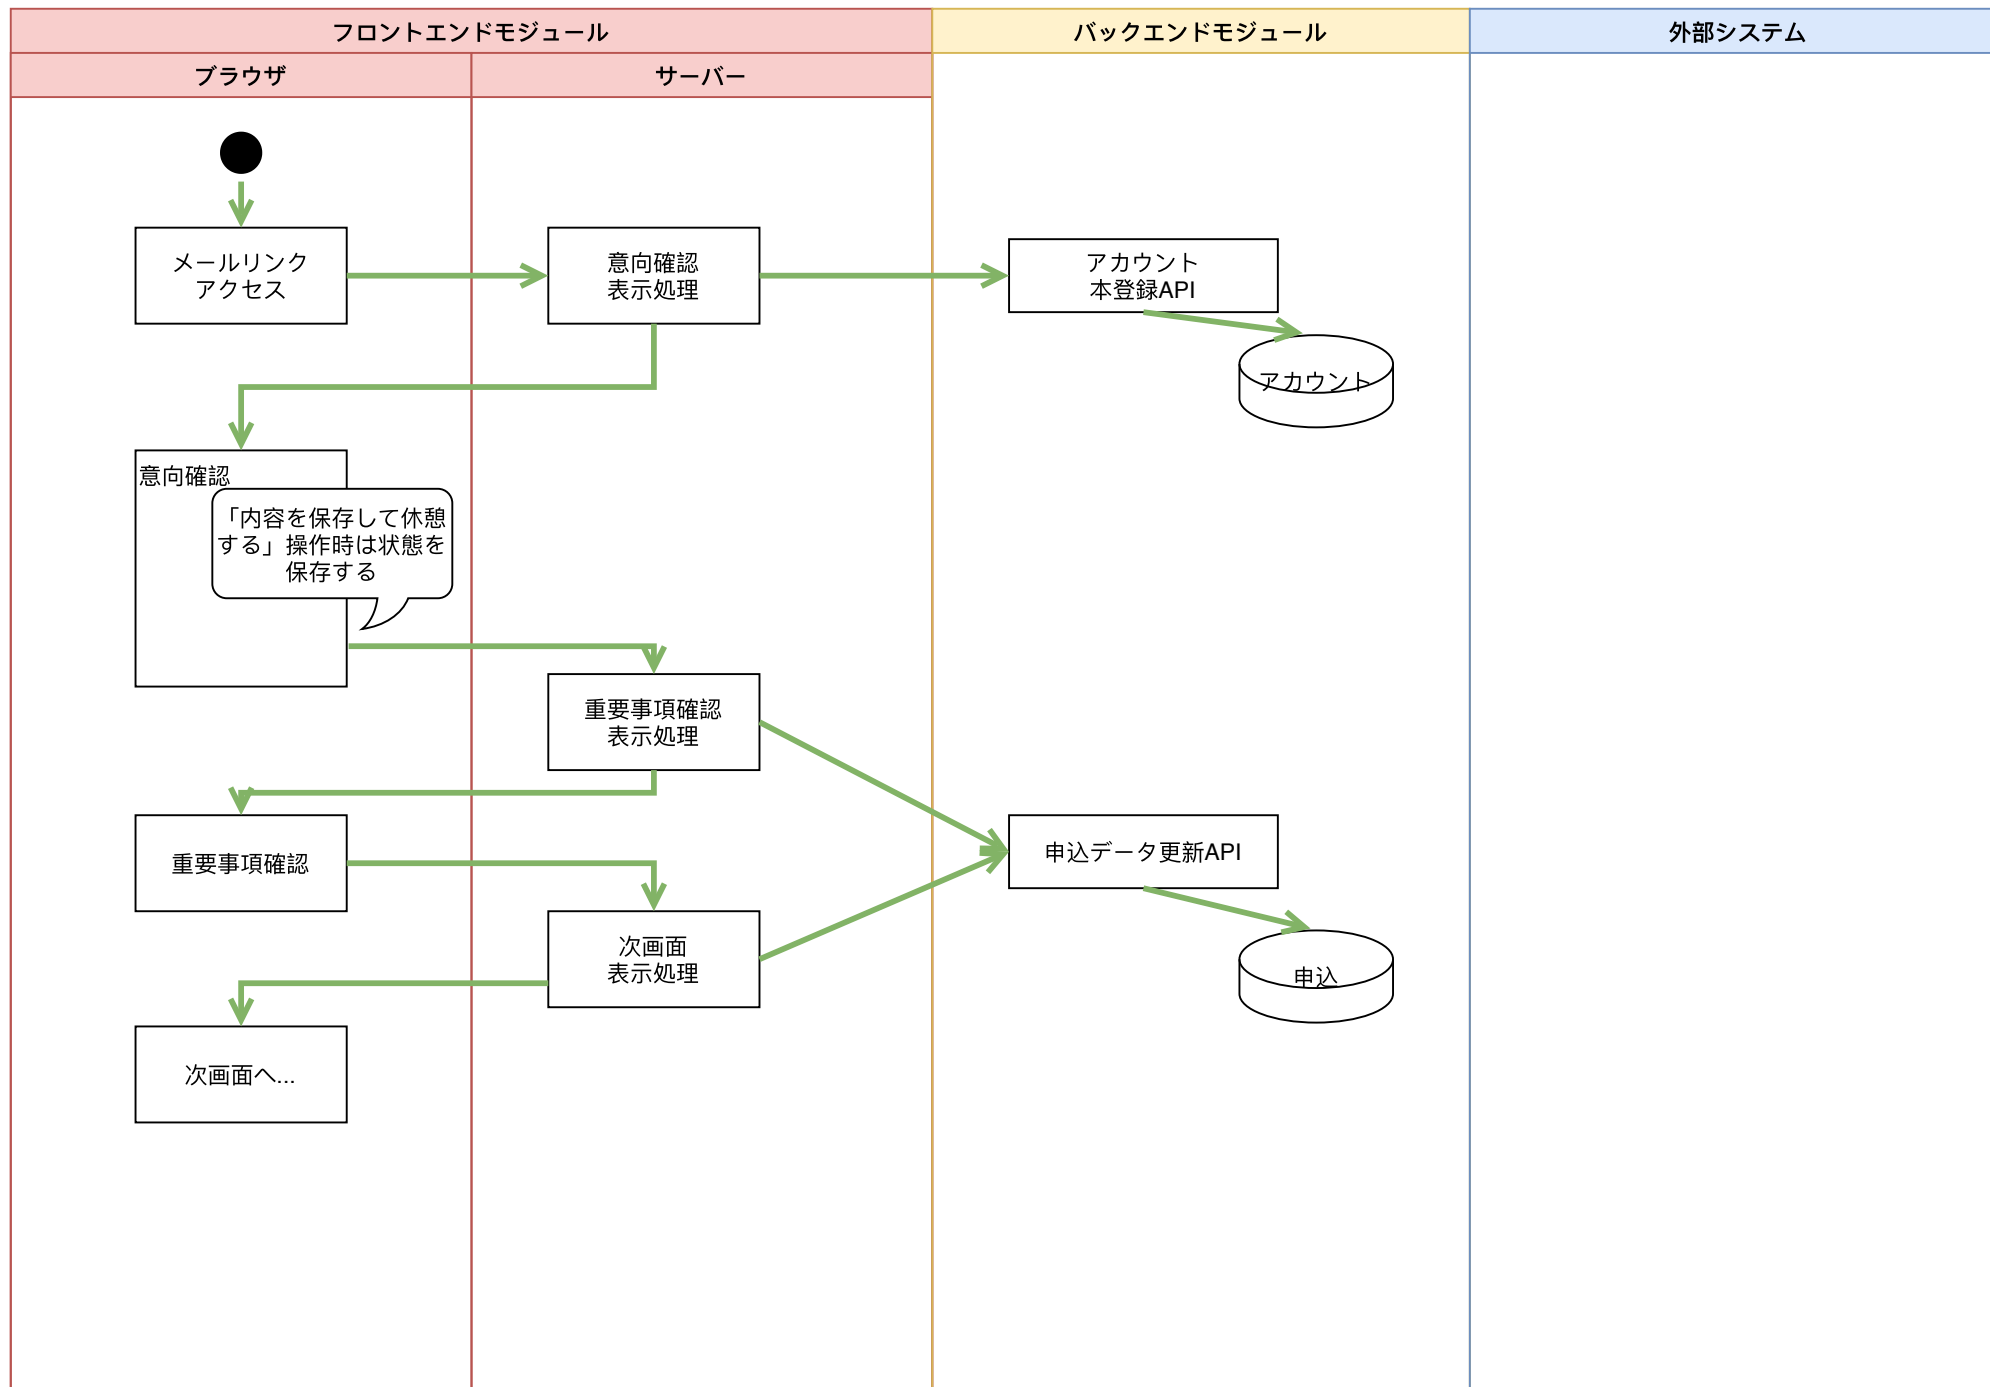 フロントエンドモジュール
バックエンドモジュール
外部システム
ブラウザ
サーバー
メールリンク
アクセス
意向確認
表示処理
アカウント
本登録API
アカウント
意向確認
「内容を保存して休憩
する」操作時は状態を
保存する
重要事項確認
表示処理
重要事項確認
申込データ更新API
次画面
表示処理
申込
次画面へ...